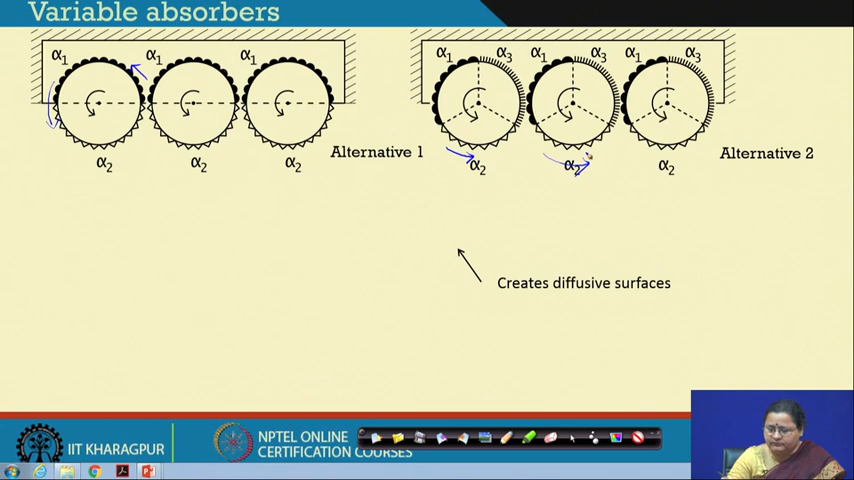 Variable absorbers
α1 α1 α1
α2 α2 α2
Alternative 1
α1 α3 α1 α3 α1 α3
α2 α2 α2
Alternative 2
Creates diffusive surfaces
IIT KHARAGPUR
NPTEL ONLINE
CERTIFICATION COURSES